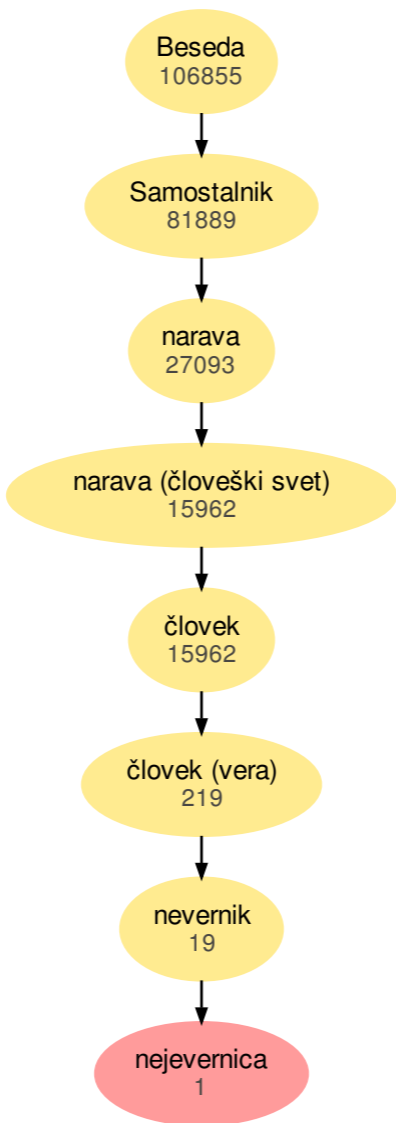 Beseda
106855
Samostalnik
81889
narava
27093
narava (človeški svet)
15962
človek
15962
človek (vera)
219
nevernik
19
nejevernica
1